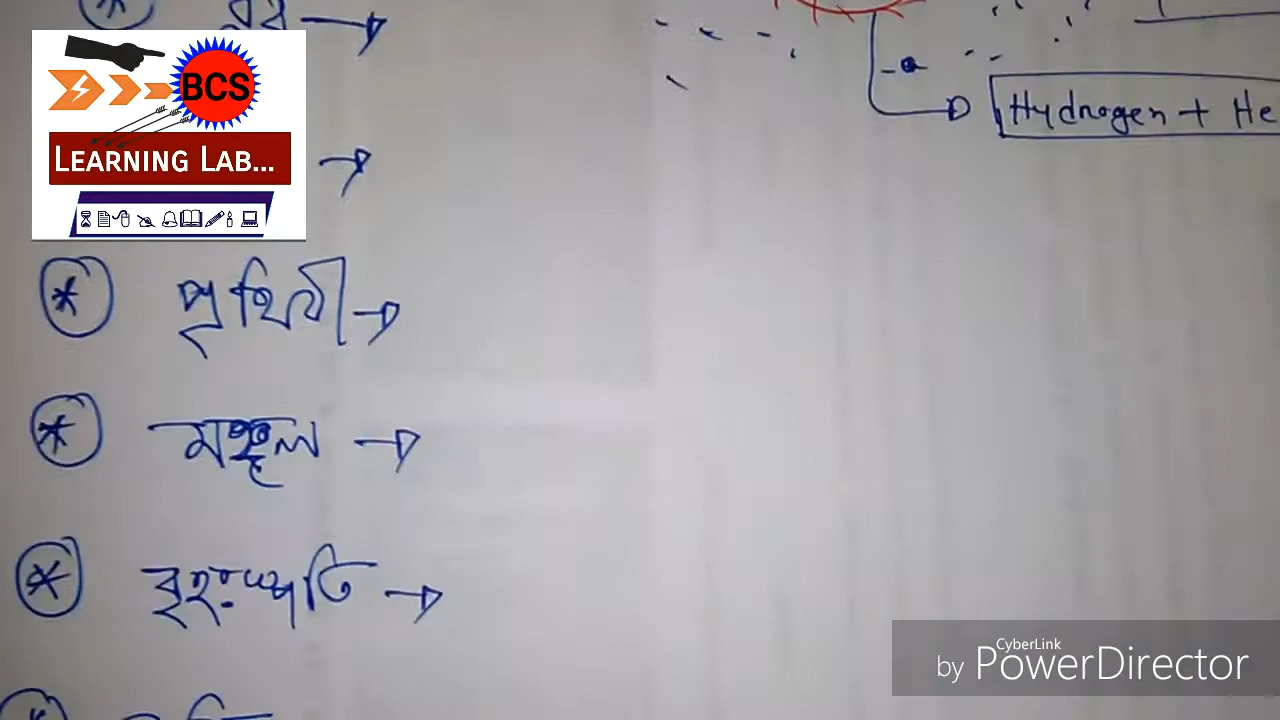 বুধ
BCS
LEARNING LAB...
Hydrogen + He
পৃথিবী
মঙ্গল
বৃহস্পতি
CyberLink
by PowerDirector